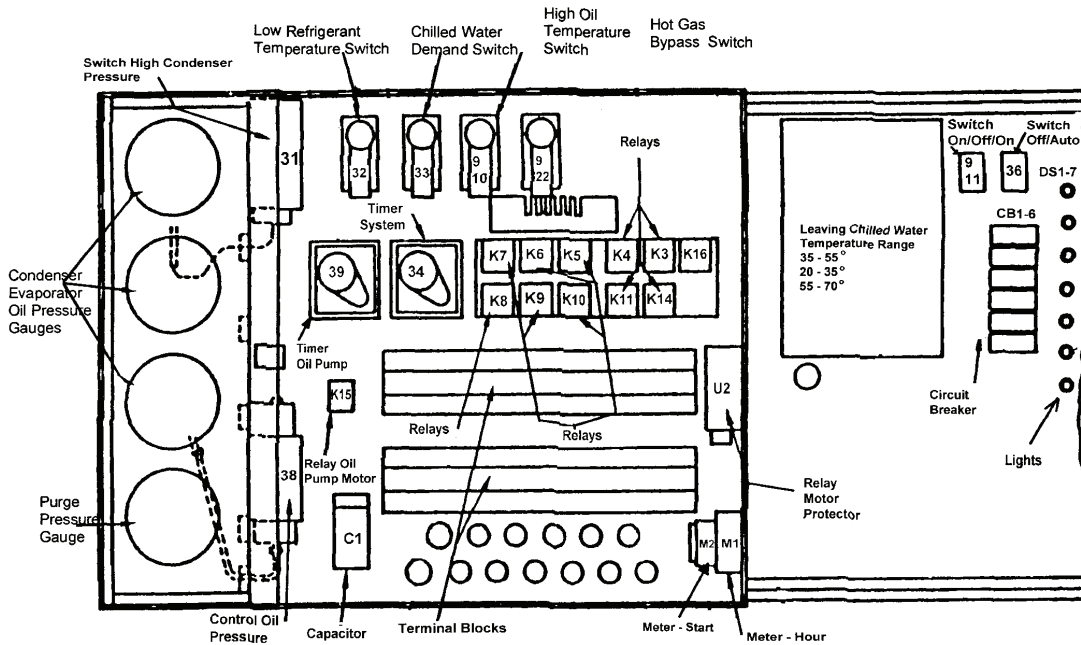 Low Refrigerant
Temperature Switch
Chilled Water
Demand Switch
High Oil
Temperature
Switch
Hot Gas
Bypass Switch
Switch High Condenser
Pressure
31
32
33
9
10
9
22
Relays
Switch
On/Off/On
Switch
Off/Auto
9
11
36
DS1-7
CB1-6
Timer
System
39
34
K7
K6
K5
K4
K3
K16
K8
K9
K10
K11
K14
Leaving Chilled Water
Temperature Range
35 - 55°
20 - 35°
55 - 70°
Condenser
Evaporator
Oil Pressure
Gauges
Timer
Oil Pump
K15
U2
Circuit
Breaker
Relays
Relays
Lights
Relay Oil
Pump Motor
38
Relay
Motor
Protector
Purge
Pressure
Gauge
C1
M2
M1
Control Oil
Pressure
Capacitor
Terminal Blocks
Meter - Start
Meter - Hour